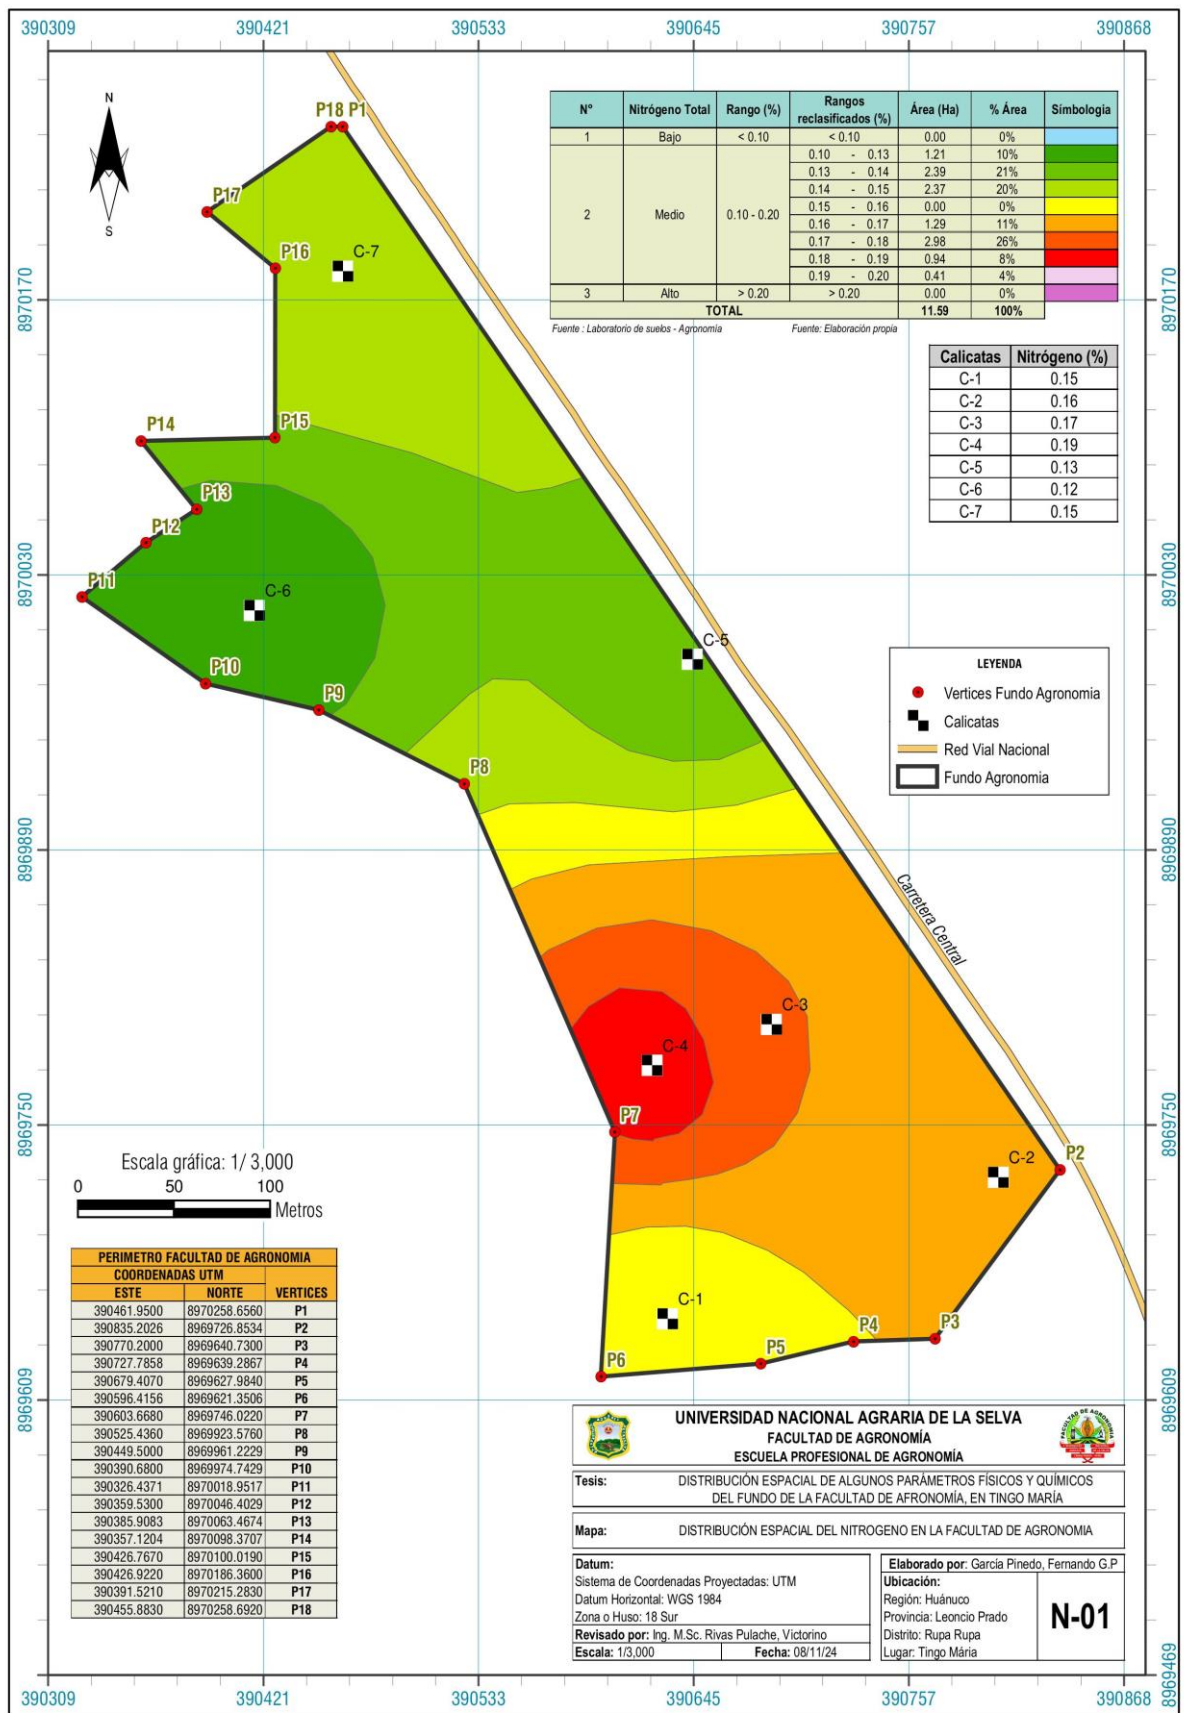 390309 390421 390533 390645 390757 390868
N
S
P18 P1
P17
P16
C-7
P15
P14
P13
P12
P11
C-6
P10
P9
C-5
P8
C-3
C-4
P7
C-2
P2
C-1
P4
P3
P5
P6
Carretera Central
8970170
8970030
8969890
8969750
8969609
8969469
8970170
8970030
8969890
8969750
8969609
8969469
N° Nitrógeno Total Rango (%) Rangos reclasificados (%) Área (Ha) % Área Símbologia
1 Bajo < 0.10 < 0.10 0.00 0%
2 Medio 0.10 - 0.20
0.10 - 0.13 1.21 10%
0.13 - 0.14 2.39 21%
0.14 - 0.15 2.37 20%
0.15 - 0.16 0.00 0%
0.16 - 0.17 1.29 11%
0.17 - 0.18 2.98 26%
0.18 - 0.19 0.94 8%
0.19 - 0.20 0.41 4%
3 Alto > 0.20 > 0.20 0.00 0%
TOTAL 11.59 100%
Fuente : Laboratorio de suelos - Agronomía Fuente: Elaboración propia
Calicatas Nitrógeno (%)
C-1 0.15
C-2 0.16
C-3 0.17
C-4 0.19
C-5 0.13
C-6 0.12
C-7 0.15
LEYENDA
Vertices Fundo Agronomia
Calicatas
Red Vial Nacional
Fundo Agronomia
Escala gráfica: 1/ 3,000
0 50 100
Metros
PERIMETRO FACULTAD DE AGRONOMIA
COORDENADAS UTM
ESTE NORTE VERTICES
390461.9500 8970258.6560 P1
390835.2026 8969726.8534 P2
390770.2000 8969640.7300 P3
390727.7858 8969639.2867 P4
390679.4070 8969627.9840 P5
390596.4156 8969621.3506 P6
390603.6680 8969746.0220 P7
390525.4360 8969923.5760 P8
390449.5000 8969961.2229 P9
390390.6800 8969974.7429 P10
390326.4371 8970018.9517 P11
390359.5300 8970046.4029 P12
390385.9083 8970063.4674 P13
390357.1204 8970098.3707 P14
390426.7670 8970100.0190 P15
390426.9220 8970186.3600 P16
390391.5210 8970215.2830 P17
390455.8830 8970258.6920 P18
UNIVERSIDAD NACIONAL AGRARIA DE LA SELVA
FACULTAD DE AGRONOMÍA
ESCUELA PROFESIONAL DE AGRONOMÍA
Tesis: DISTRIBUCIÓN ESPACIAL DE ALGUNOS PARÁMETROS FÍSICOS Y QUÍMICOS
DEL FUNDO DE LA FACULTAD DE AFRONOMÍA, EN TINGO MARÍA
Mapa: DISTRIBUCIÓN ESPACIAL DEL NITROGENO EN LA FACULTAD DE AGRONOMIA
Datum:
Sistema de Coordenadas Proyectadas: UTM
Datum Horizontal: WGS 1984
Zona o Huso: 18 Sur
Revisado por: Ing. M.Sc. Rivas Pulache, Victorino
Escala: 1/3,000 Fecha: 08/11/24
Elaborado por: García Pinedo, Fernando G.P
Ubicación:
Región: Huánuco
Provincia: Leoncio Prado
Distrito: Rupa Rupa
Lugar: Tingo Mária
N-01
390309 390421 390533 390645 390757 390868